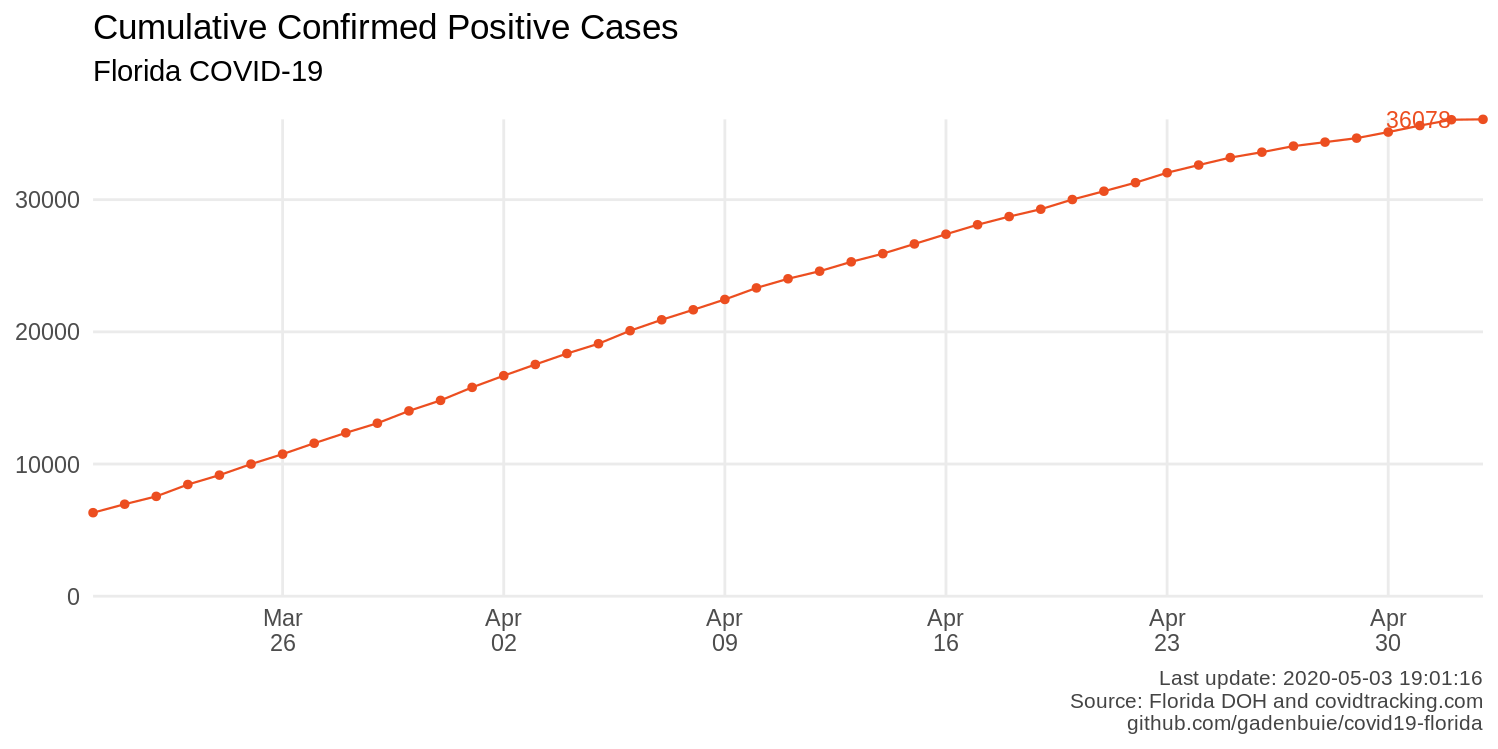 Cumulative Confirmed Positive Cases
Florida COVID-19
36078
30000
20000
10000
0
Mar
26
Apr
02
Apr
09
Apr
16
Apr
23
Apr
30
Last update: 2020-05-03 19:01:16
Source: Florida DOH and covidtracking.com
github.com/gadenbuie/covid19-florida